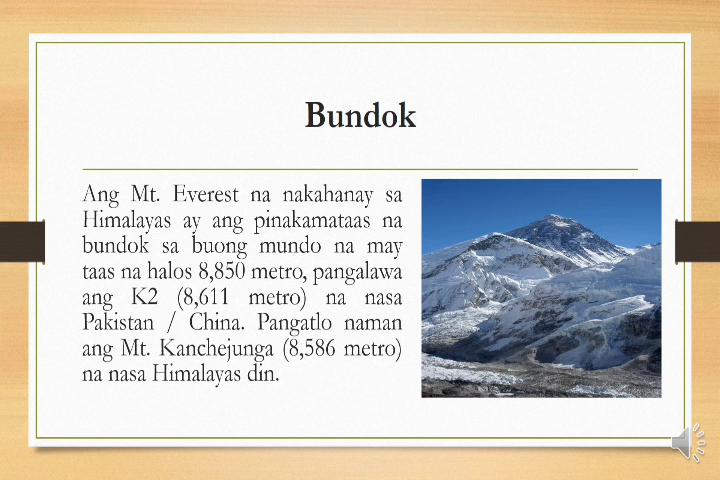 Bundok
Ang Mt. Everest na nakahanay sa
Himalayas ay ang pinakamataas na
bundok sa buong mundo na may
taas na halos 8,850 metro, pangalawa
ang K2 (8,611 metro) na nasa
Pakistan / China. Pangatlo naman
ang Mt. Kanchejunga (8,586 metro)
na nasa Himalayas din.